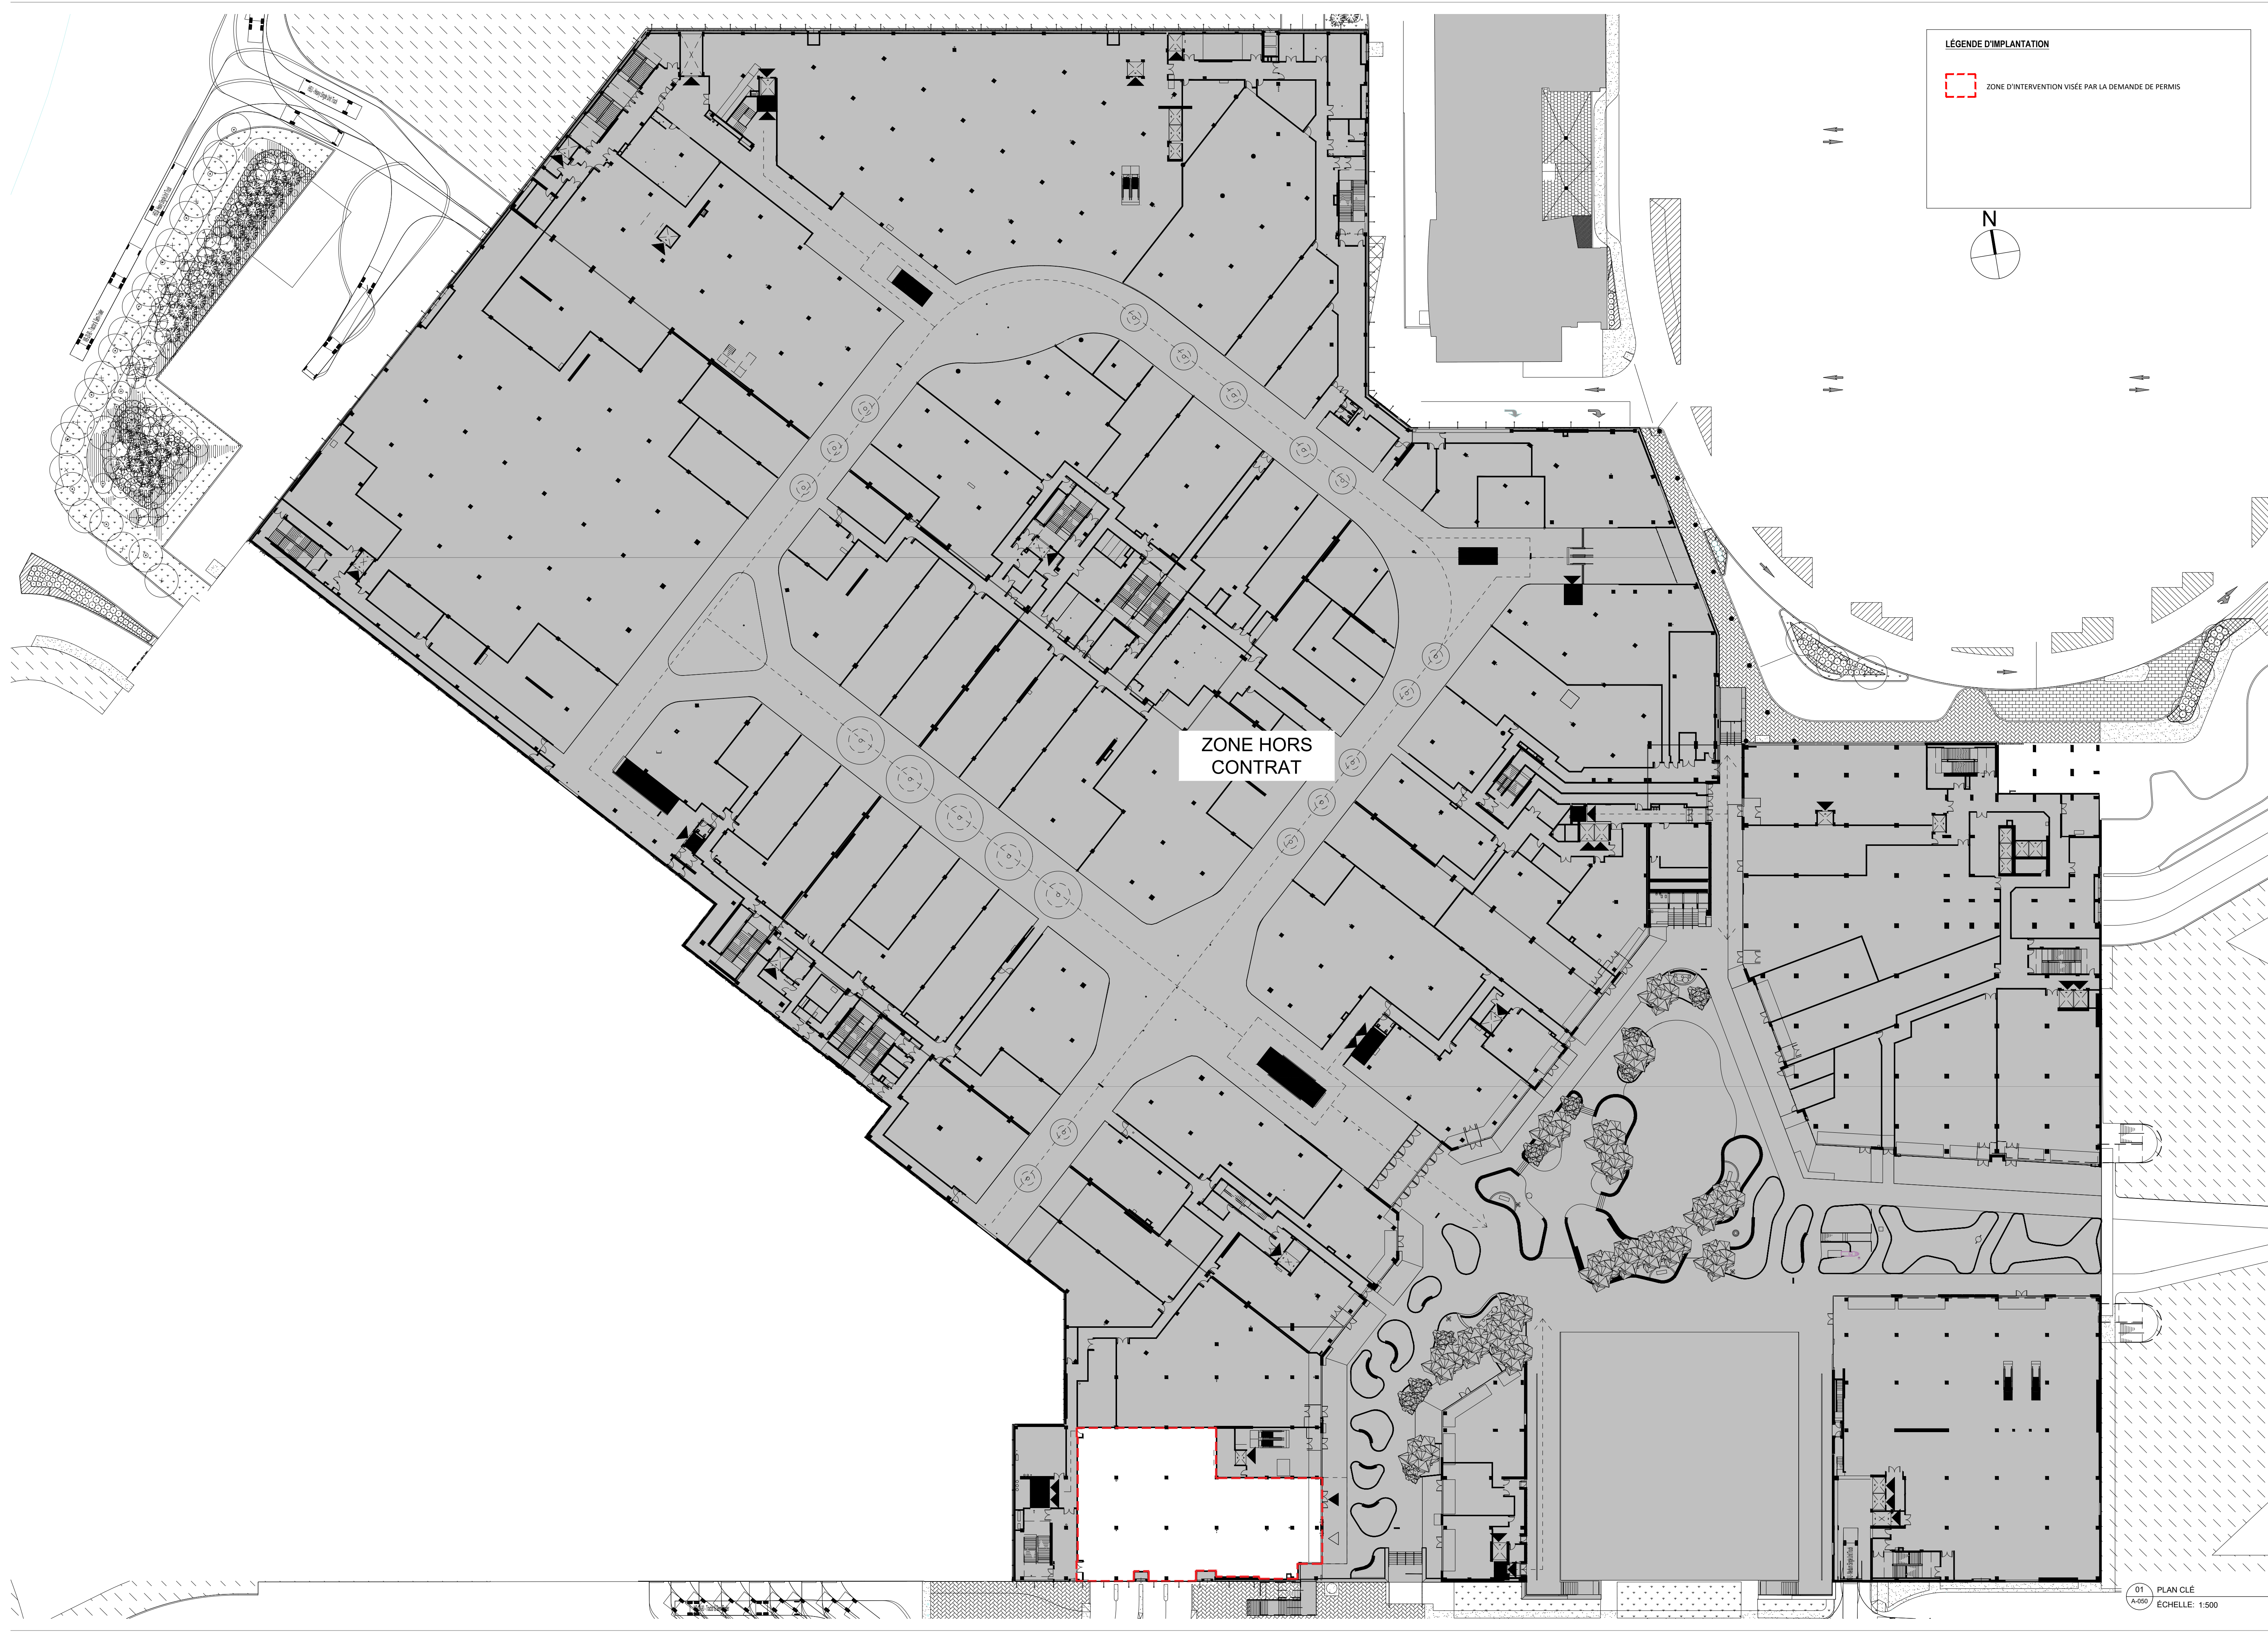 LÉGENDE D'IMPLANTATION
ZONE D'INTERVENTION VISÉE PAR LA DEMANDE DE PERMIS
N
ZONE HORS
CONTRAT
01
A-050
PLAN CLÉ
ÉCHELLE: 1:500